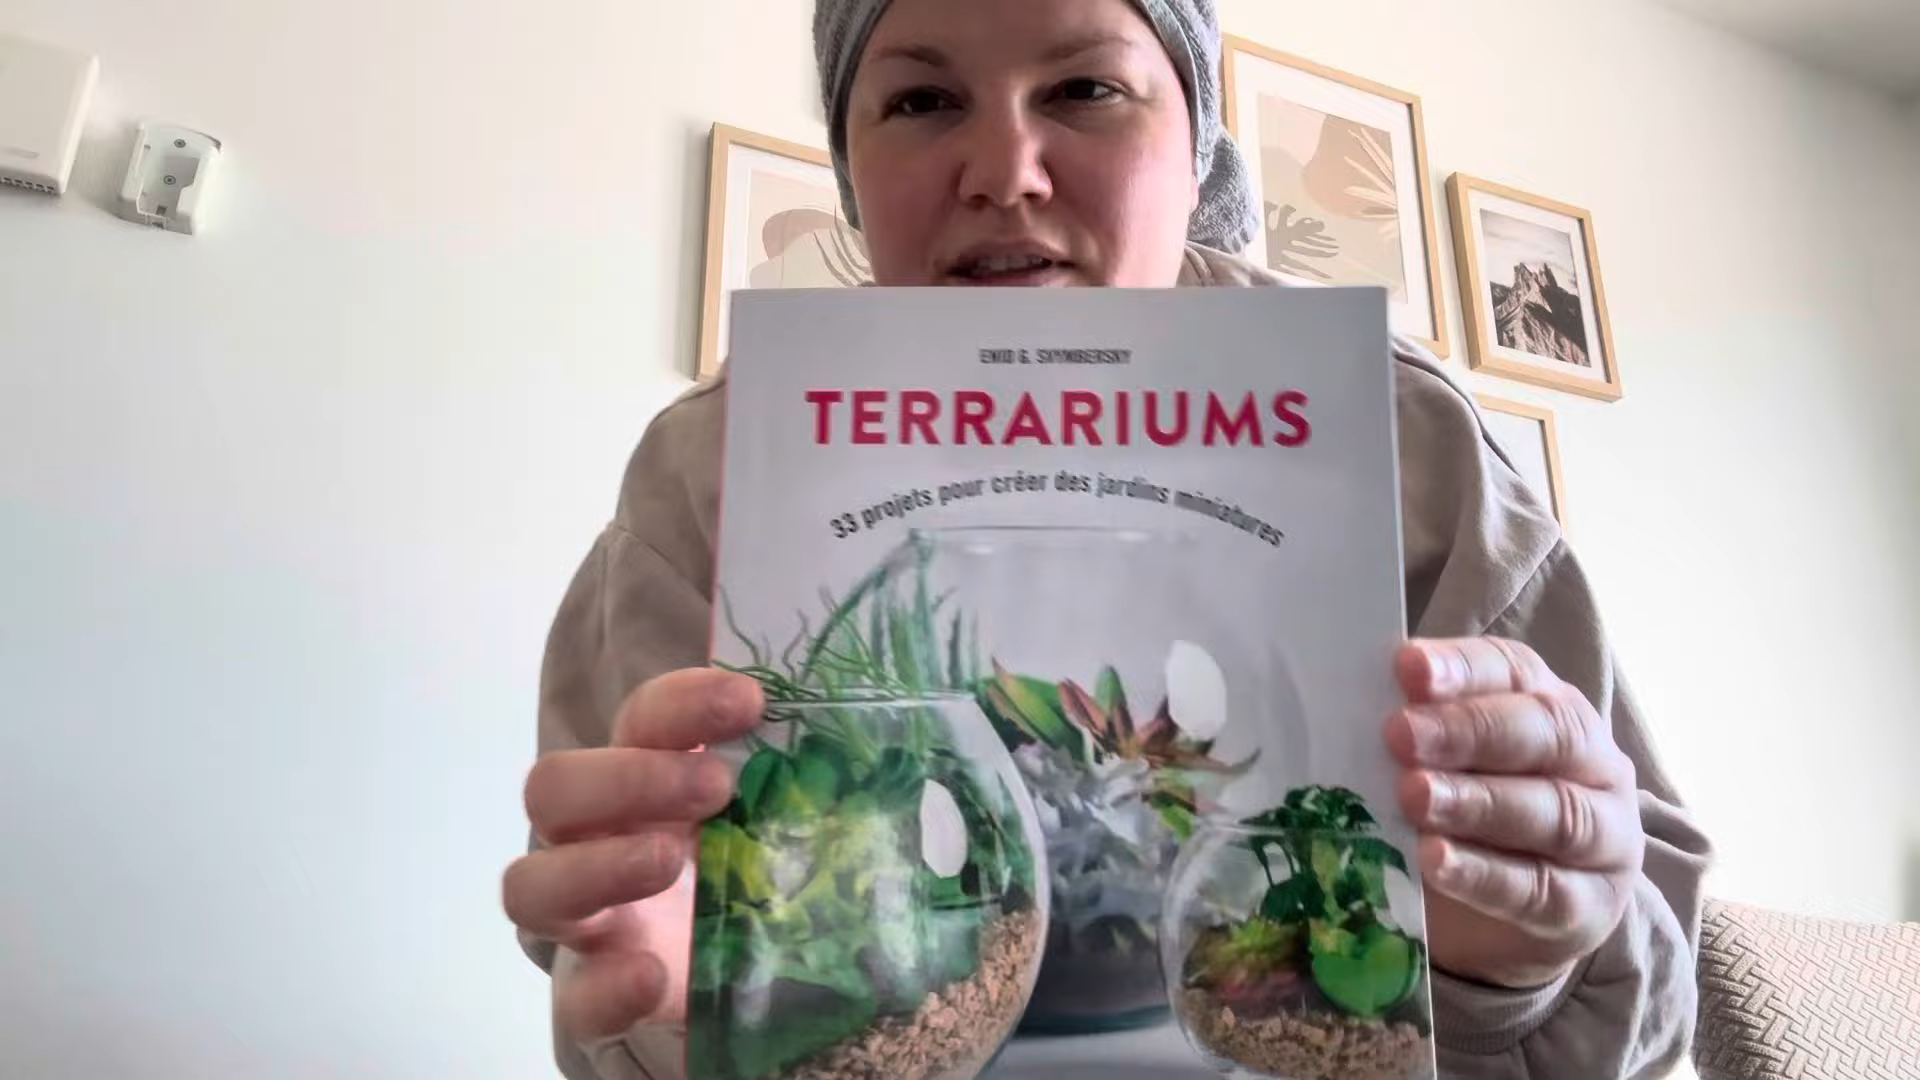 ENID G. SVYMBERSKY
TERRARIUMS
33 projets pour créer des jardins miniatures